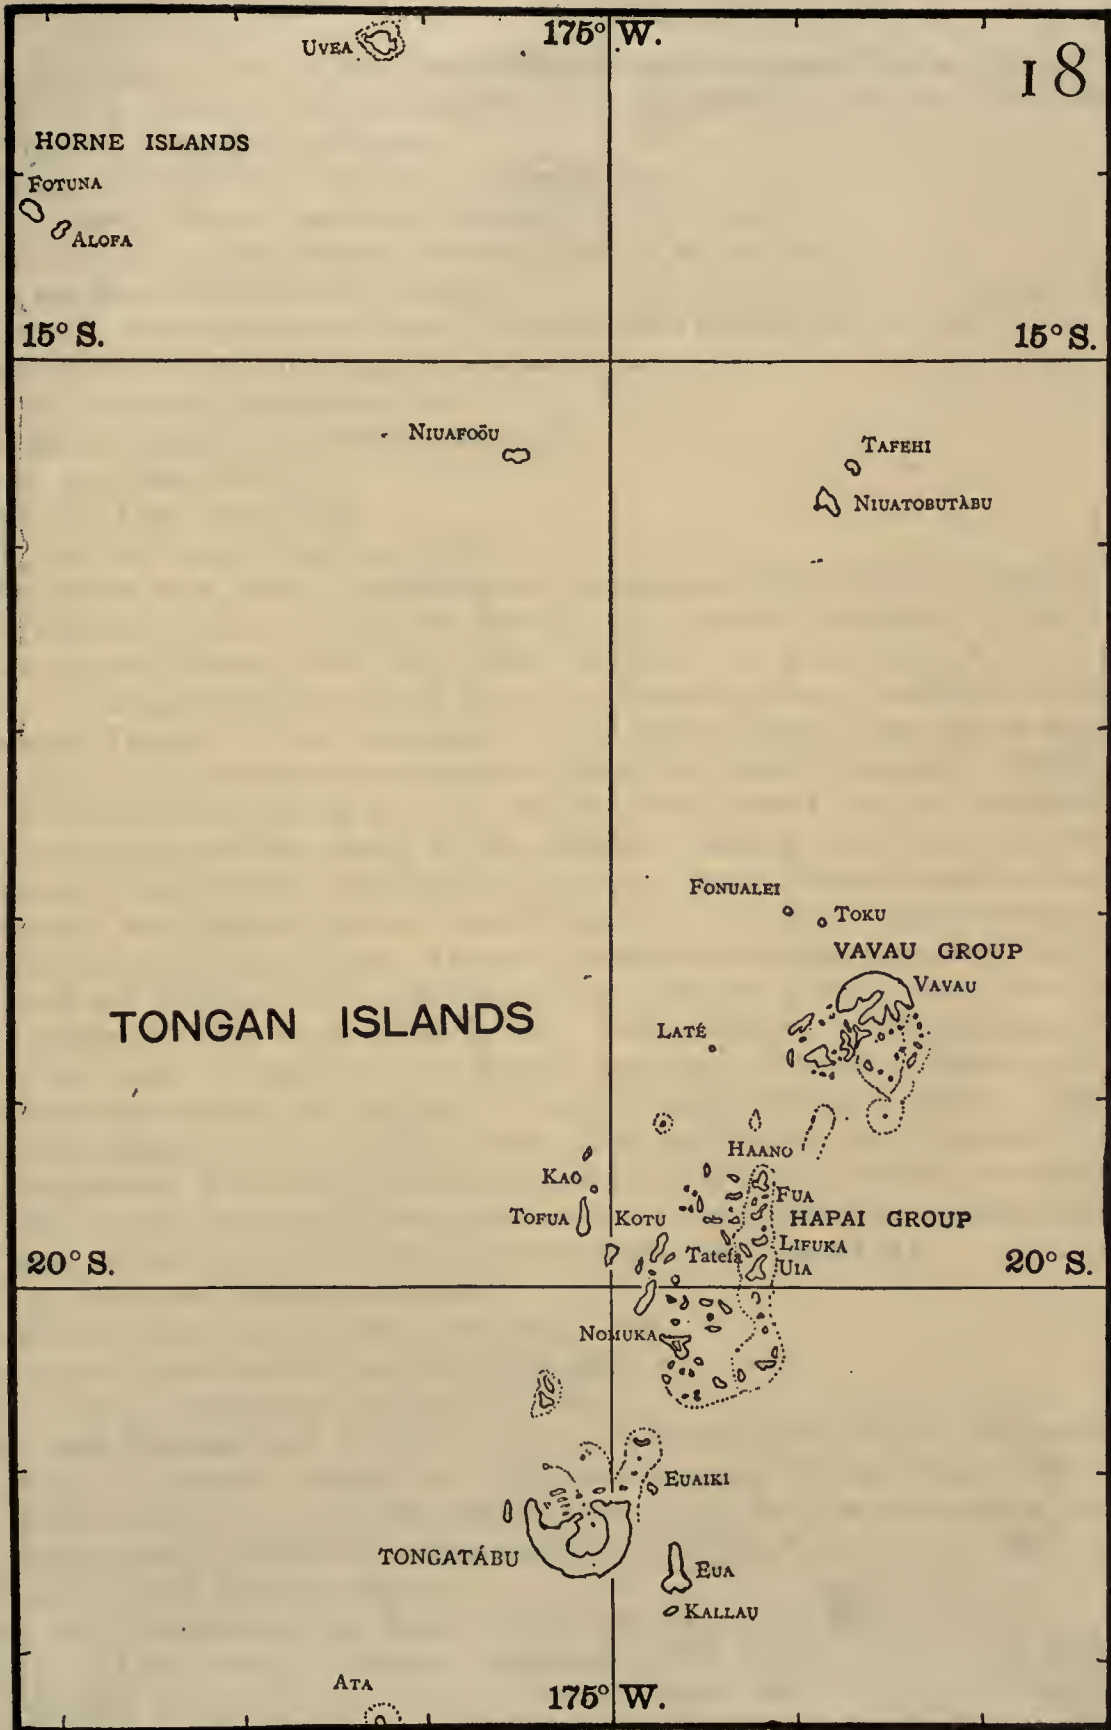 UVEA
175° W.
18
HORNE ISLANDS
FOTUNA
ALOFA
15° S.
15° S.
NIUAFOÖU
TAFEHI
NIUATOBUTÀBU
FONUALEI
TOKU
VAVAU GROUP
VAVAU
TONGAN ISLANDS
LATÉ
HAANO
KAO
FUA
TOFUA
KOTU
HAPAI GROUP
LIFUKA
Tatefa
UIA
20° S.
20° S.
NOMUKA
EUAIKI
TONGATÁBU
EUA
KALLAU
ATA
175° W.